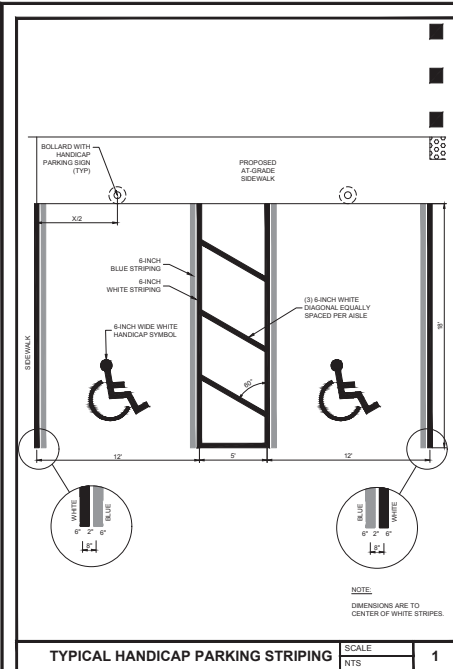 BOLLARD WITH
HANDICAP
PARKING SIGN
(TYP)
PROPOSED
AT-GRADE
SIDEWALK
X/2
6-INCH
BLUE STRIPING
6-INCH
WHITE STRIPING
(3) 6-INCH WHITE
DIAGONAL EQUALLY
SPACED PER AISLE
6-INCH WIDE WHITE
HANDICAP SYMBOL
SIDEWALK
60°
18'
12'
5'
12'
WHITE
BLUE
6" 2" 6"
8"
BLUE
WHITE
6" 2" 6"
8"
NOTE:
DIMENSIONS ARE TO
CENTER OF WHITE STRIPES.
TYPICAL HANDICAP PARKING STRIPING
SCALE
NTS
1